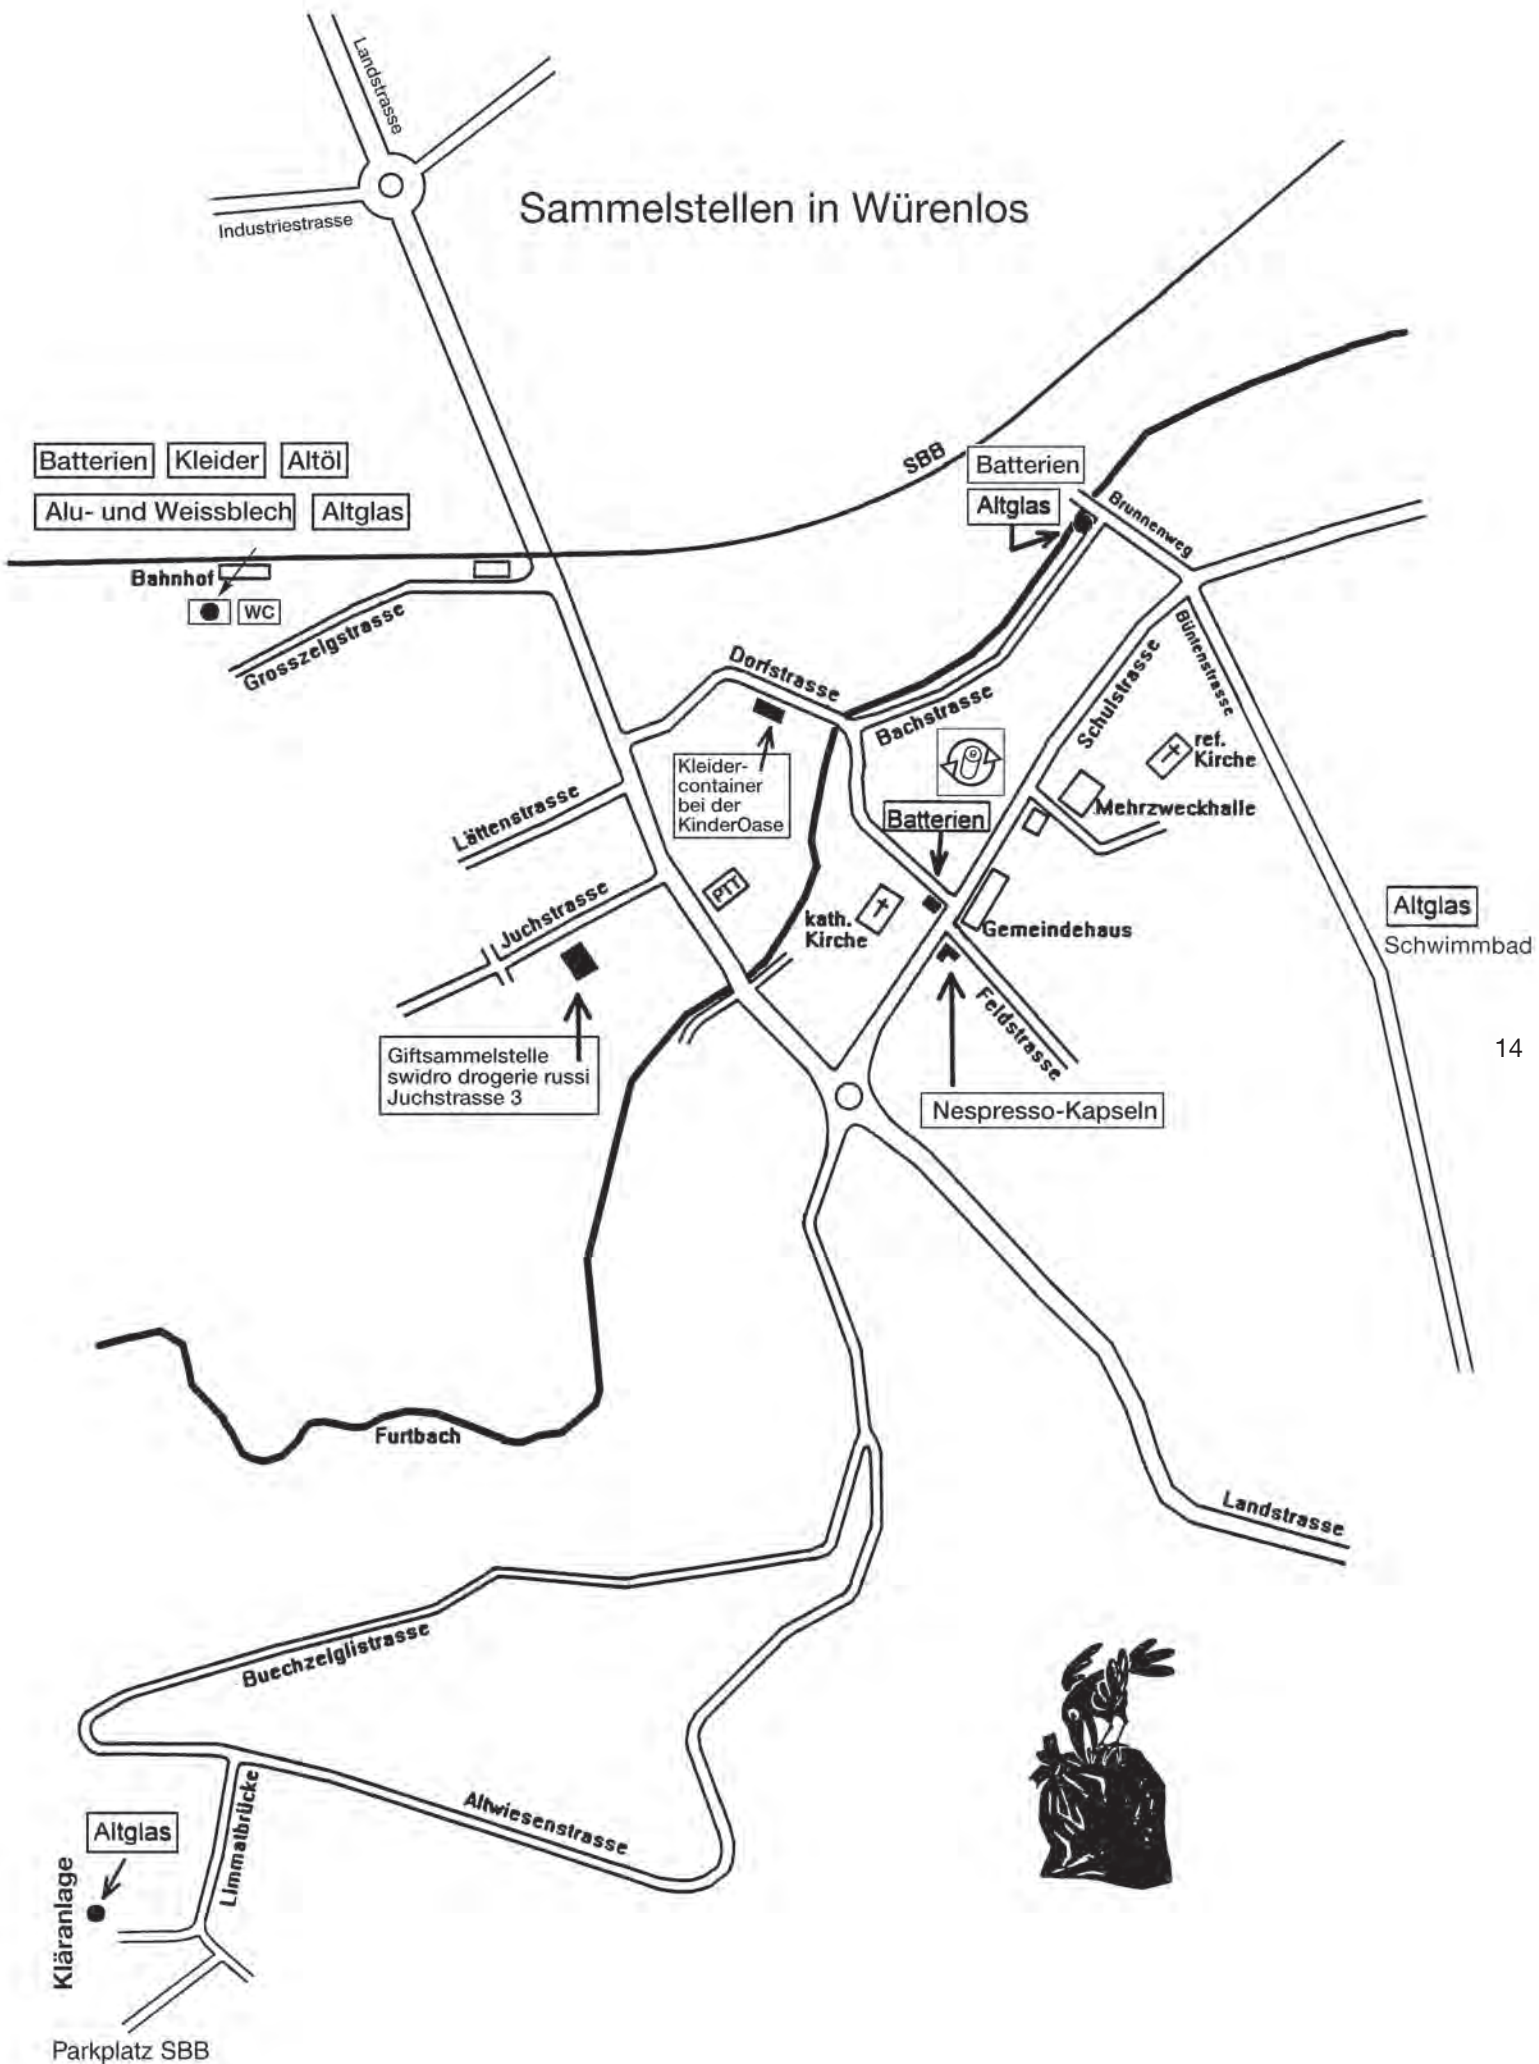 Landstrasse
Industriestrasse
Sammelstellen in Würenlos
Batterien Kleider Altöl
Alu- und Weissblech Altglas
SBB
Batterien
Altglas
Brunnenweg
Bahnhof
WC
Grosszelgstrasse
Dorfstrasse
Bachstrasse
Schulstrasse
Büntenstrasse
ref.
Kirche
Kleider-
container
bei der
KinderOase
Mehrzweckhalle
Batterien
Lättenstrasse
PTT
Juchstrasse
kath.
Kirche
Gemeindehaus
Altglas
Schwimmbad
Feldstrasse
14
Giftsammelstelle
swidro drogerie russi
Juchstrasse 3
Nespresso-Kapseln
Furtbach
Landstrasse
Buechzelglistrasse
Altwiesenstrasse
Limmatbrücke
Altglas
Kläranlage
Parkplatz SBB